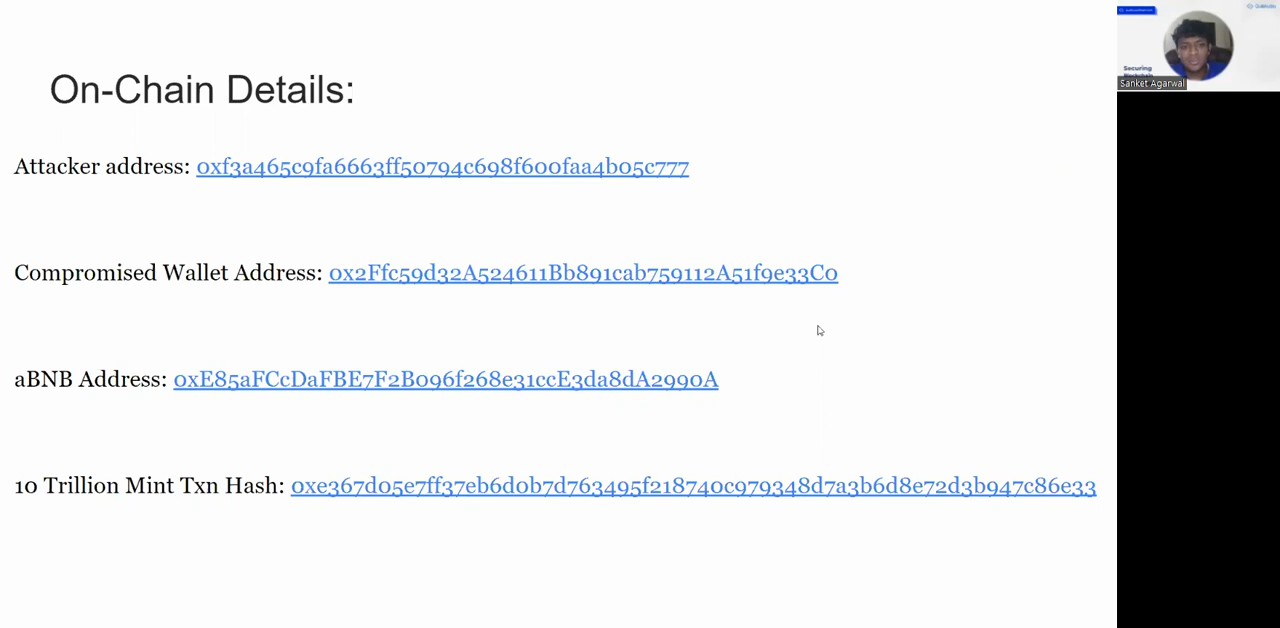 On-Chain Details:
Attacker address: 0xf3a465c9fa6663ff50794c698f600faa4b05c777
Compromised Wallet Address: 0x2Ffc59d32A524611Bb891cab759112A51f9e33C0
aBNB Address: 0xE85aFCcDaFBE7F2B096f268e31ccE3da8dA2990A
10 Trillion Mint Txn Hash: 0xe367d05e7ff37eb6d0b7d763495f218740c979348d7a3b6d8e72d3b947c86e33
Securing
Sanket Agarwal